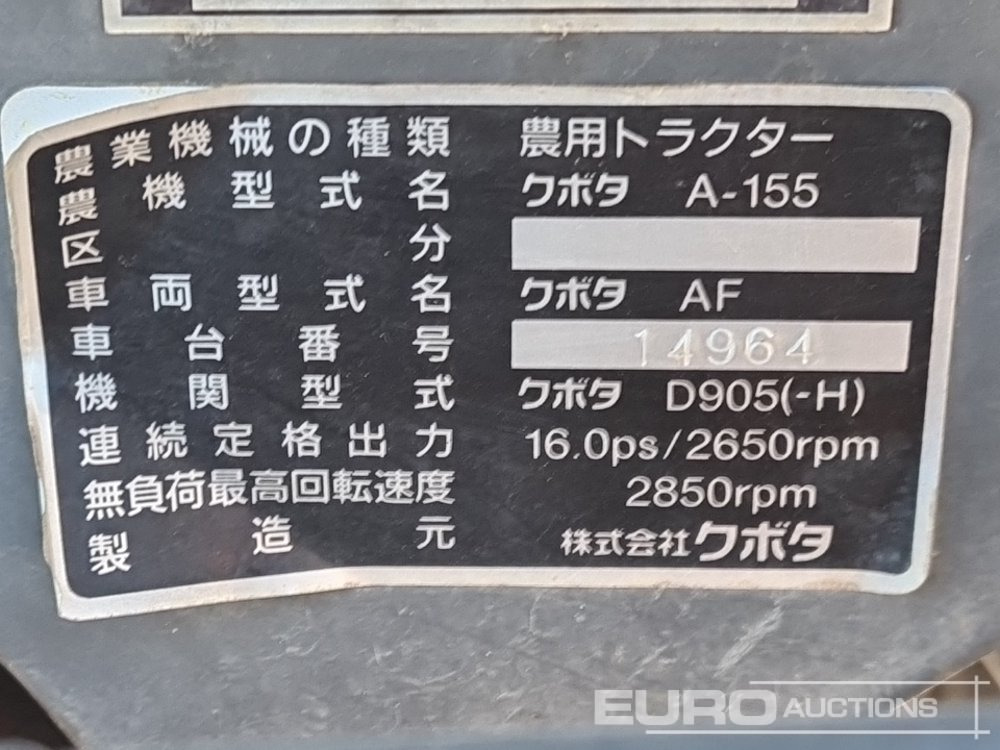 農業機械の種類 農用トラクター
農機型式名 クボタ A-155
農区分
車両型式名 クボタ AF
車台番号 14964
機関型式 クボタ D905(-H)
連続定格出力 16.0ps/2650rpm
無負荷最高回転速度 2850rpm
製造元 株式会社クボタ
EURO AUCTIONS